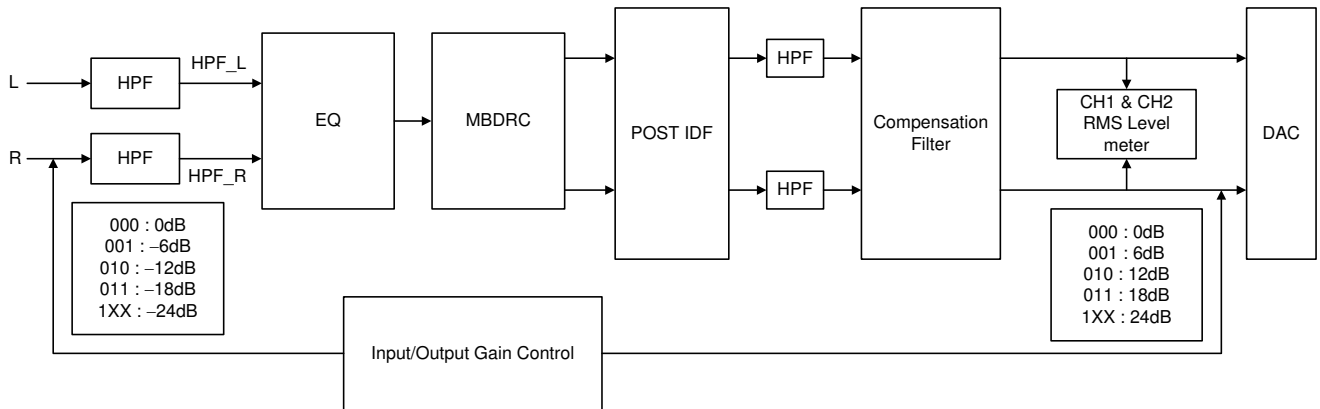 L
HPF
HPF_L
R
HPF
HPF_R
EQ
MBDRC
POST IDF
HPF
HPF
Compensation
Filter
CH1 & CH2
RMS Level
meter
DAC
000 : 0dB
001 : −6dB
010 : −12dB
011 : −18dB
1XX : −24dB
000 : 0dB
001 : 6dB
010 : 12dB
011 : 18dB
1XX : 24dB
Input/Output Gain Control